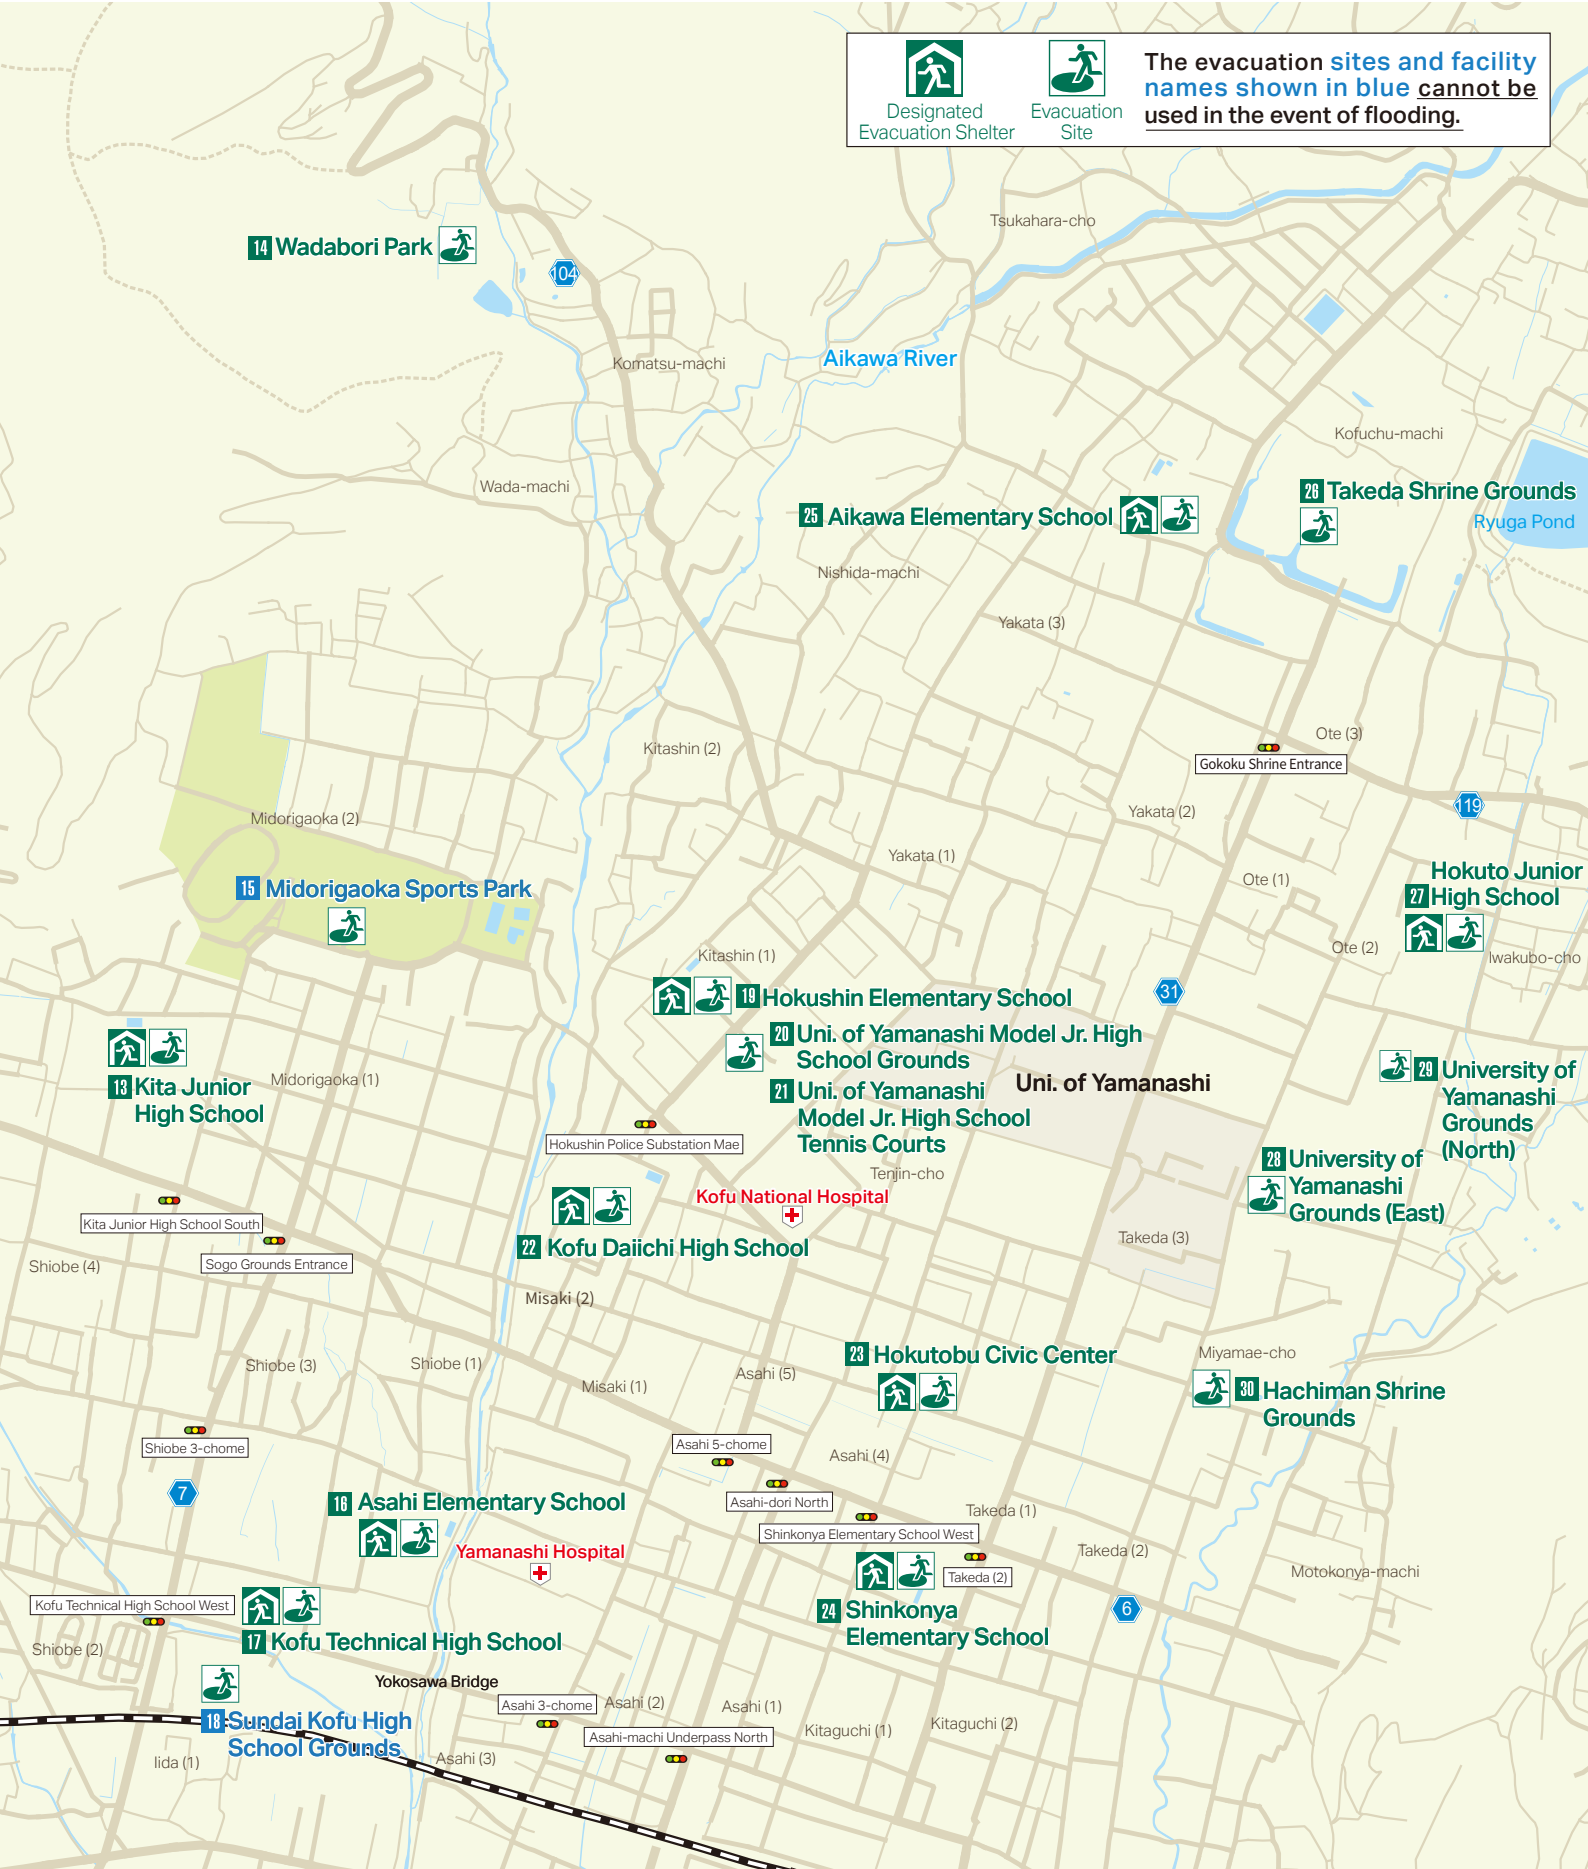 Designated
Evacuation Shelter
Evacuation
Site
The evacuation sites and facility
names shown in blue cannot be
used in the event of flooding.
Tsukahara-cho
14 Wadabori Park
104
Komatsu-machi
Aikawa River
Kofuchu-machi
Wada-machi
26 Takeda Shrine Grounds
Ryuga Pond
25 Aikawa Elementary School
Nishida-machi
Yakata (3)
Ote (3)
Kitashin (2)
Gokoku Shrine Entrance
119
Midorigaoka (2)
Yakata (2)
Yakata (1)
Ote (1)
Hokuto Junior
27 High School
15 Midorigaoka Sports Park
Ote (2)
Iwakubo-cho
Kitashin (1)
31
19 Hokushin Elementary School
20 Uni. of Yamanashi Model Jr. High
School Grounds
21 Uni. of Yamanashi
Model Jr. High School
Tennis Courts
Uni. of Yamanashi
29 University of
Yamanashi
Grounds
(North)
13 Kita Junior
High School
Midorigaoka (1)
Hokushin Police Substation Mae
Tenjin-cho
28 University of
Yamanashi
Grounds (East)
Kofu National Hospital
Kita Junior High School South
Sogo Grounds Entrance
22 Kofu Daiichi High School
Takeda (3)
Shiobe (4)
Misaki (2)
23 Hokutobu Civic Center
Miyamae-cho
Shiobe (3)
Shiobe (1)
Asahi (5)
Misaki (1)
30 Hachiman Shrine
Grounds
Shiobe 3-chome
Asahi 5-chome
Asahi (4)
7
16 Asahi Elementary School
Asahi-dori North
Takeda (1)
Shinkonya Elementary School West
Yamanashi Hospital
Takeda (2)
Takeda (2)
Motokonya-machi
Kofu Technical High School West
6
24 Shinkonya
Elementary School
17 Kofu Technical High School
Shiobe (2)
Yokosawa Bridge
Asahi 3-chome
Asahi (2)
Asahi (1)
18 Sundai Kofu High
School Grounds
Kitaguchi (1)
Kitaguchi (2)
Asahi-machi Underpass North
Iida (1)
Asahi (3)